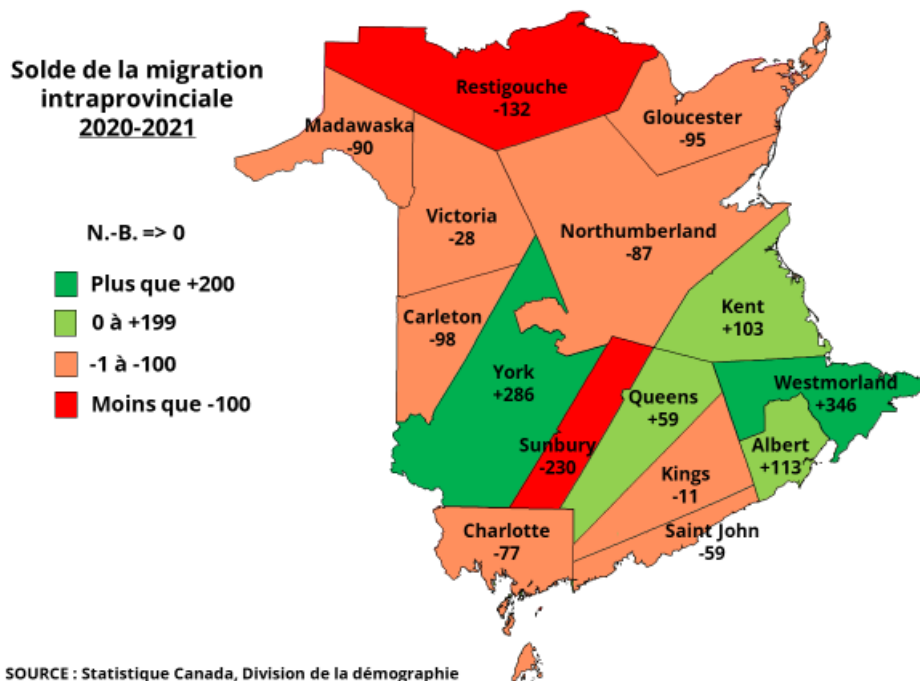 Solde de la migration
intraprovinciale
2020-2021
N.-B. => 0
Plus que +200
0 à +199
-1 à -100
Moins que -100
Restigouche
-132
Gloucester
-95
Madawaska
-90
Victoria
-28
Northumberland
-87
Carleton
-98
Kent
+103
York
+286
Queens
+59
Westmorland
+346
Sunbury
-230
Albert
+113
Kings
-11
Charlotte
-77
Saint John
-59
SOURCE : Statistique Canada, Division de la démographie